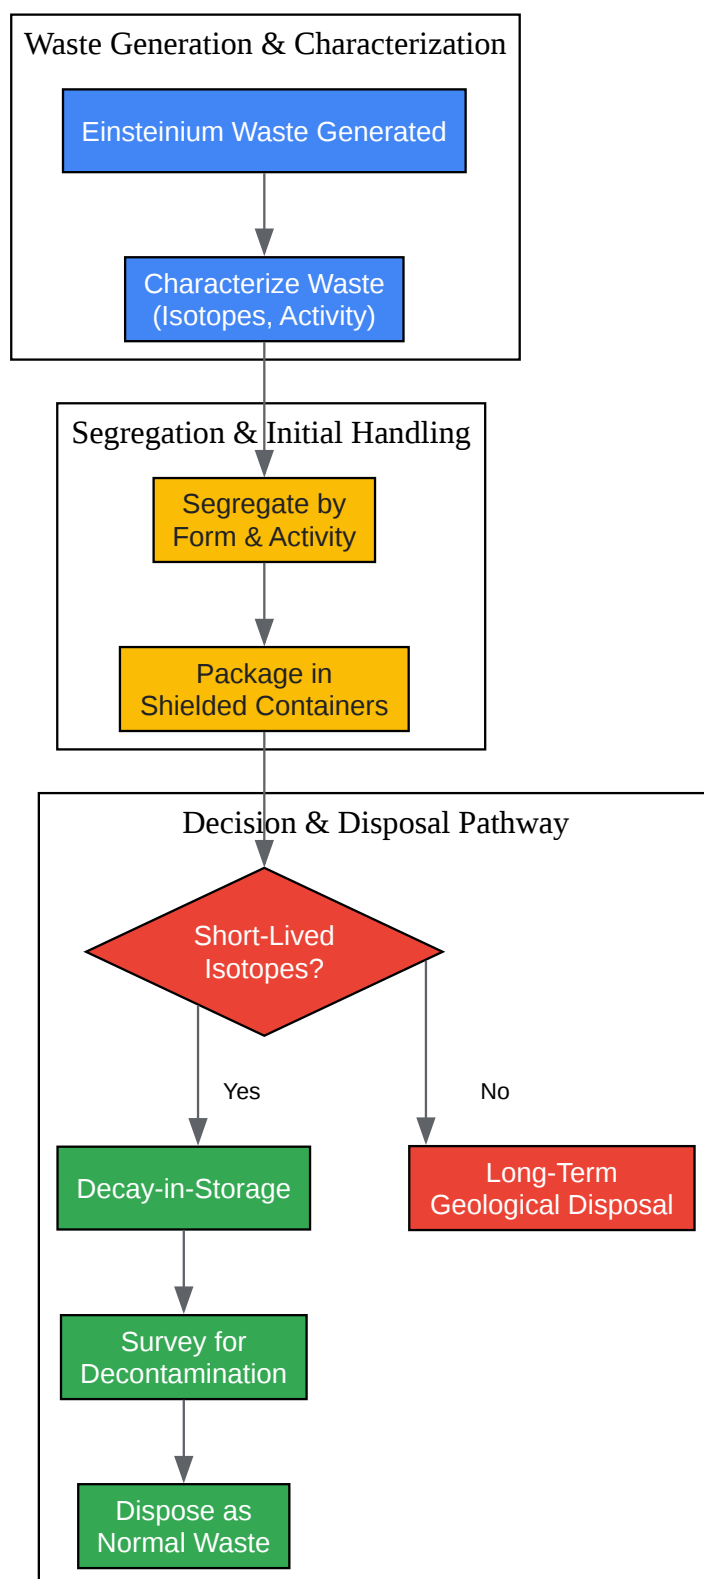 Waste Generation & Characterization
Einsteinium Waste Generated
Characterize Waste
(Isotopes, Activity)
Segregation & Initial Handling
Segregate by
Form & Activity
Package in
Shielded Containers
Decision & Disposal Pathway
Short-Lived
Isotopes?
Yes
No
Decay-in-Storage
Long-Term
Geological Disposal
Survey for
Decontamination
Dispose as
Normal Waste